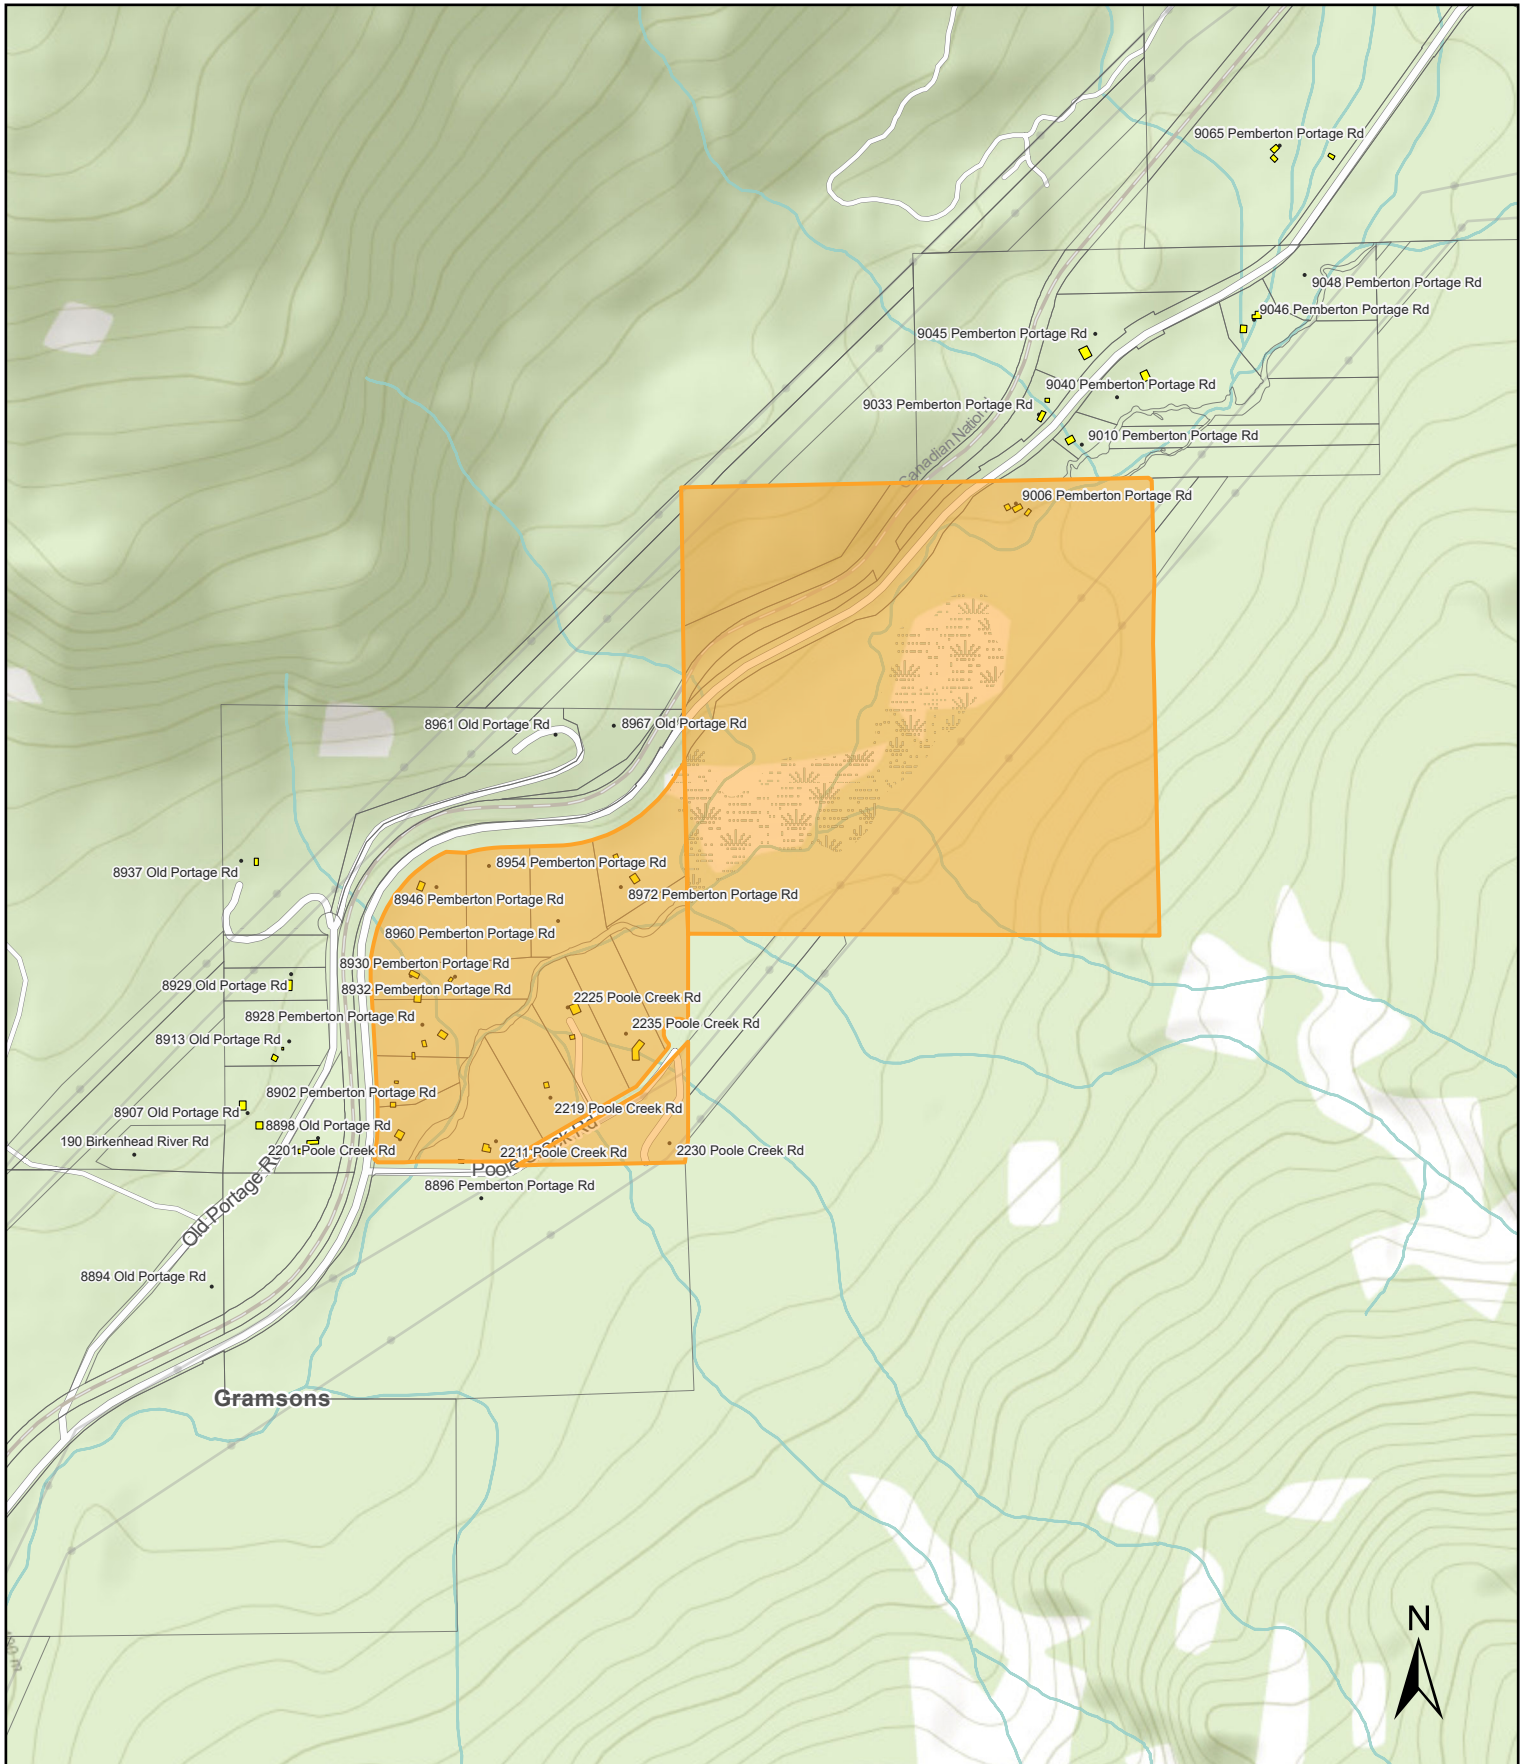 9065 Pemberton Portage Rd
9048 Pemberton Portage Rd
9046 Pemberton Portage Rd
9045 Pemberton Portage Rd
9040 Pemberton Portage Rd
9033 Pemberton Portage Rd
Canadian Nation
9010 Pemberton Portage Rd
9006 Pemberton Portage Rd
8961 Old Portage Rd
8967 Old Portage Rd
8954 Pemberton Portage Rd
8937 Old Portage Rd
8972 Pemberton Portage Rd
8946 Pemberton Portage Rd
8960 Pemberton Portage Rd
8930 Pemberton Portage Rd
8929 Old Portage Rd
8932 Pemberton Portage Rd
2225 Poole Creek Rd
8928 Pemberton Portage Rd
2235 Poole Creek Rd
8913 Old Portage Rd
8902 Pemberton Portage Rd
2219 Poole Creek Rd
8907 Old Portage Rd
8898 Old Portage Rd
190 Birkenhead River Rd
2201 Poole Creek Rd
2211 Poole Creek Rd
2230 Poole Creek Rd
Poole Creek Rd
8896 Pemberton Portage Rd
Old Portage Rd
8894 Old Portage Rd
Gramsons
N